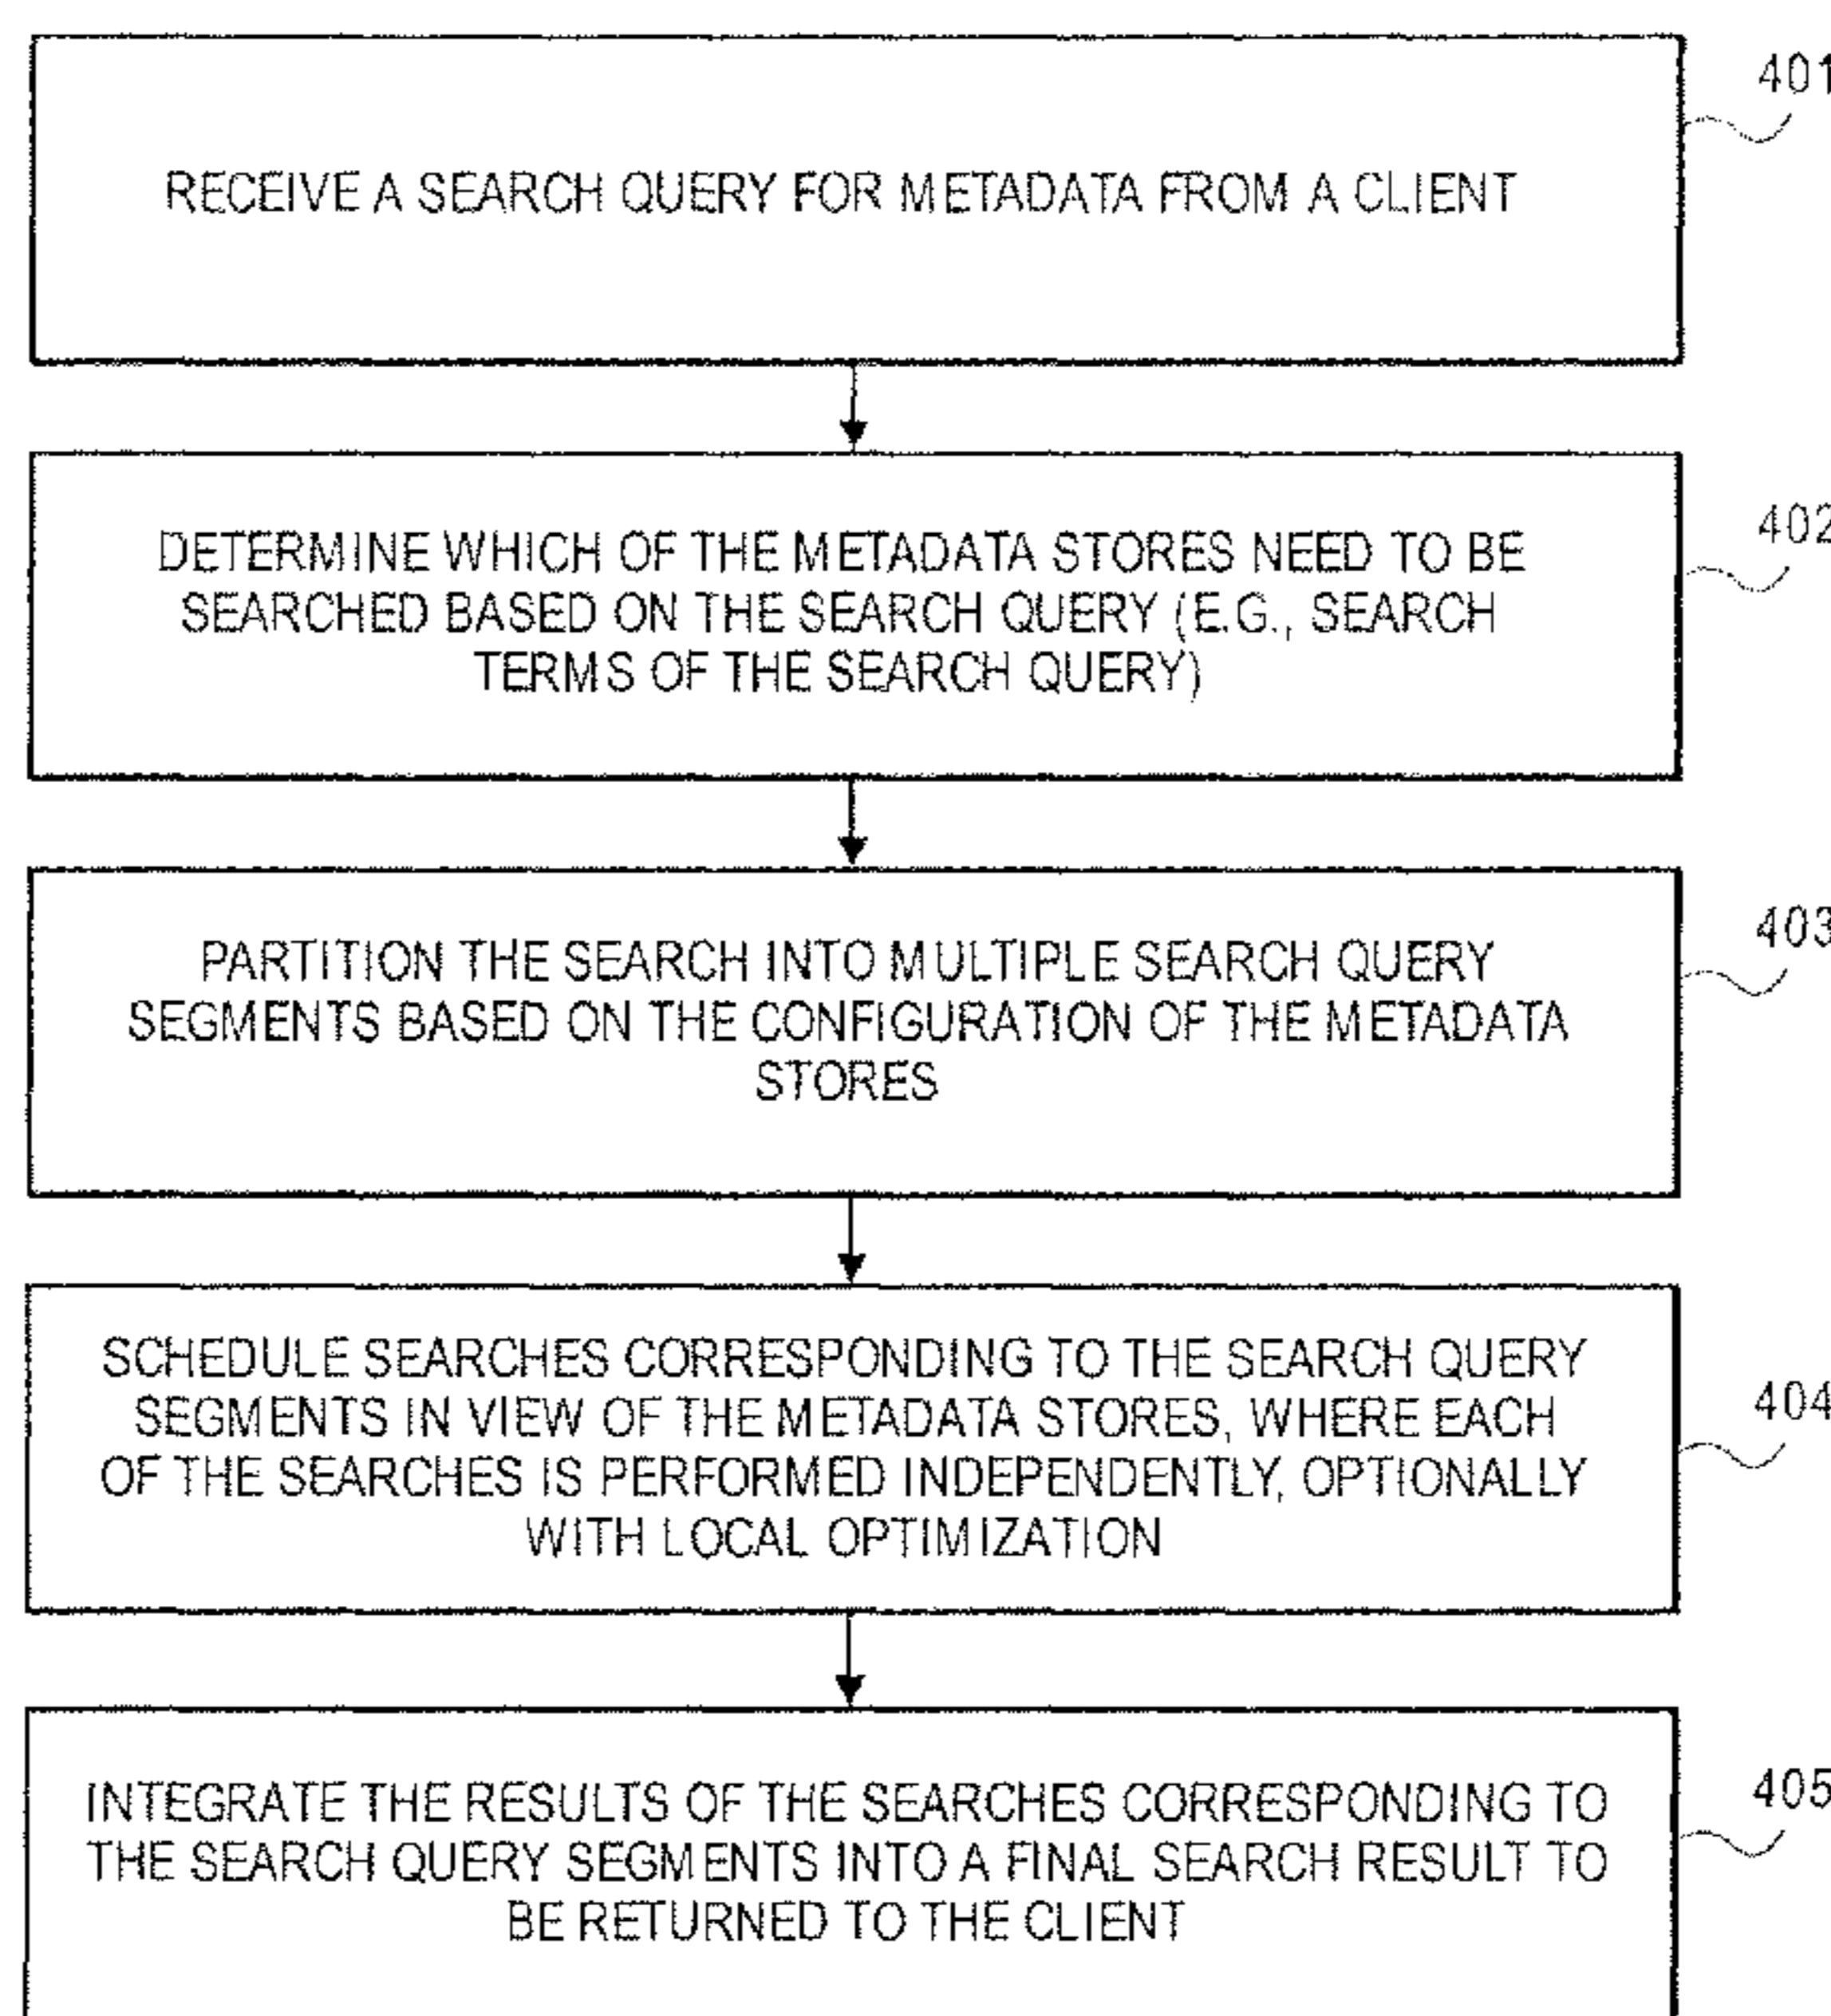 401
RECEIVE A SEARCH QUERY FOR METADATA FROM A CLIENT
402
DETERMINE WHICH OF THE METADATA STORES NEED TO BE
SEARCHED BASED ON THE SEARCH QUERY (E.G., SEARCH
TERMS OF THE SEARCH QUERY)
403
PARTITION THE SEARCH INTO MULTIPLE SEARCH QUERY
SEGMENTS BASED ON THE CONFIGURATION OF THE METADATA
STORES
404
SCHEDULE SEARCHES CORRESPONDING TO THE SEARCH QUERY
SEGMENTS IN VIEW OF THE METADATA STORES, WHERE EACH
OF THE SEARCHES IS PERFORMED INDEPENDENTLY, OPTIONALLY
WITH LOCAL OPTIMIZATION
405
INTEGRATE THE RESULTS OF THE SEARCHES CORRESPONDING TO
THE SEARCH QUERY SEGMENTS INTO A FINAL SEARCH RESULT TO
BE RETURNED TO THE CLIENT